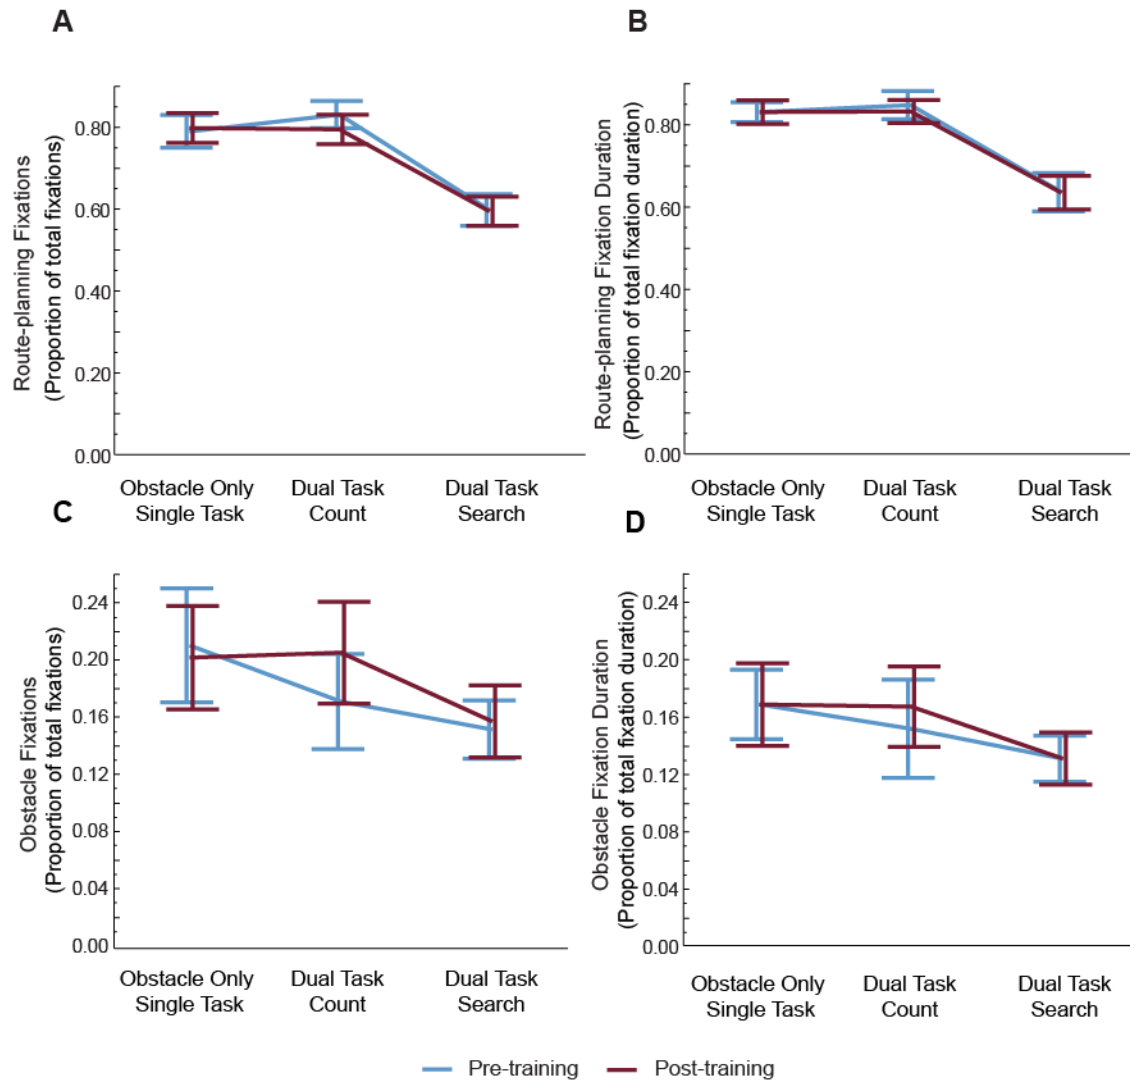 A
Route-planning Fixations
(Proportion of total fixations)
0.80
0.60
0.40
0.20
0.00
Obstacle Only
Single Task
Dual Task
Count
Dual Task
Search
B
Route-planning Fixation Duration
(Proportion of total fixation duration)
0.80
0.60
0.40
0.20
0.00
Obstacle Only
Single Task
Dual Task
Count
Dual Task
Search
C
Obstacle Fixations
(Proportion of total fixations)
0.24
0.20
0.16
0.12
0.08
0.04
0.00
Obstacle Only
Single Task
Dual Task
Count
Dual Task
Search
D
Obstacle Fixation Duration
(Proportion of total fixation duration)
0.24
0.20
0.16
0.12
0.08
0.04
0.00
Obstacle Only
Single Task
Dual Task
Count
Dual Task
Search
Pre-training
Post-training